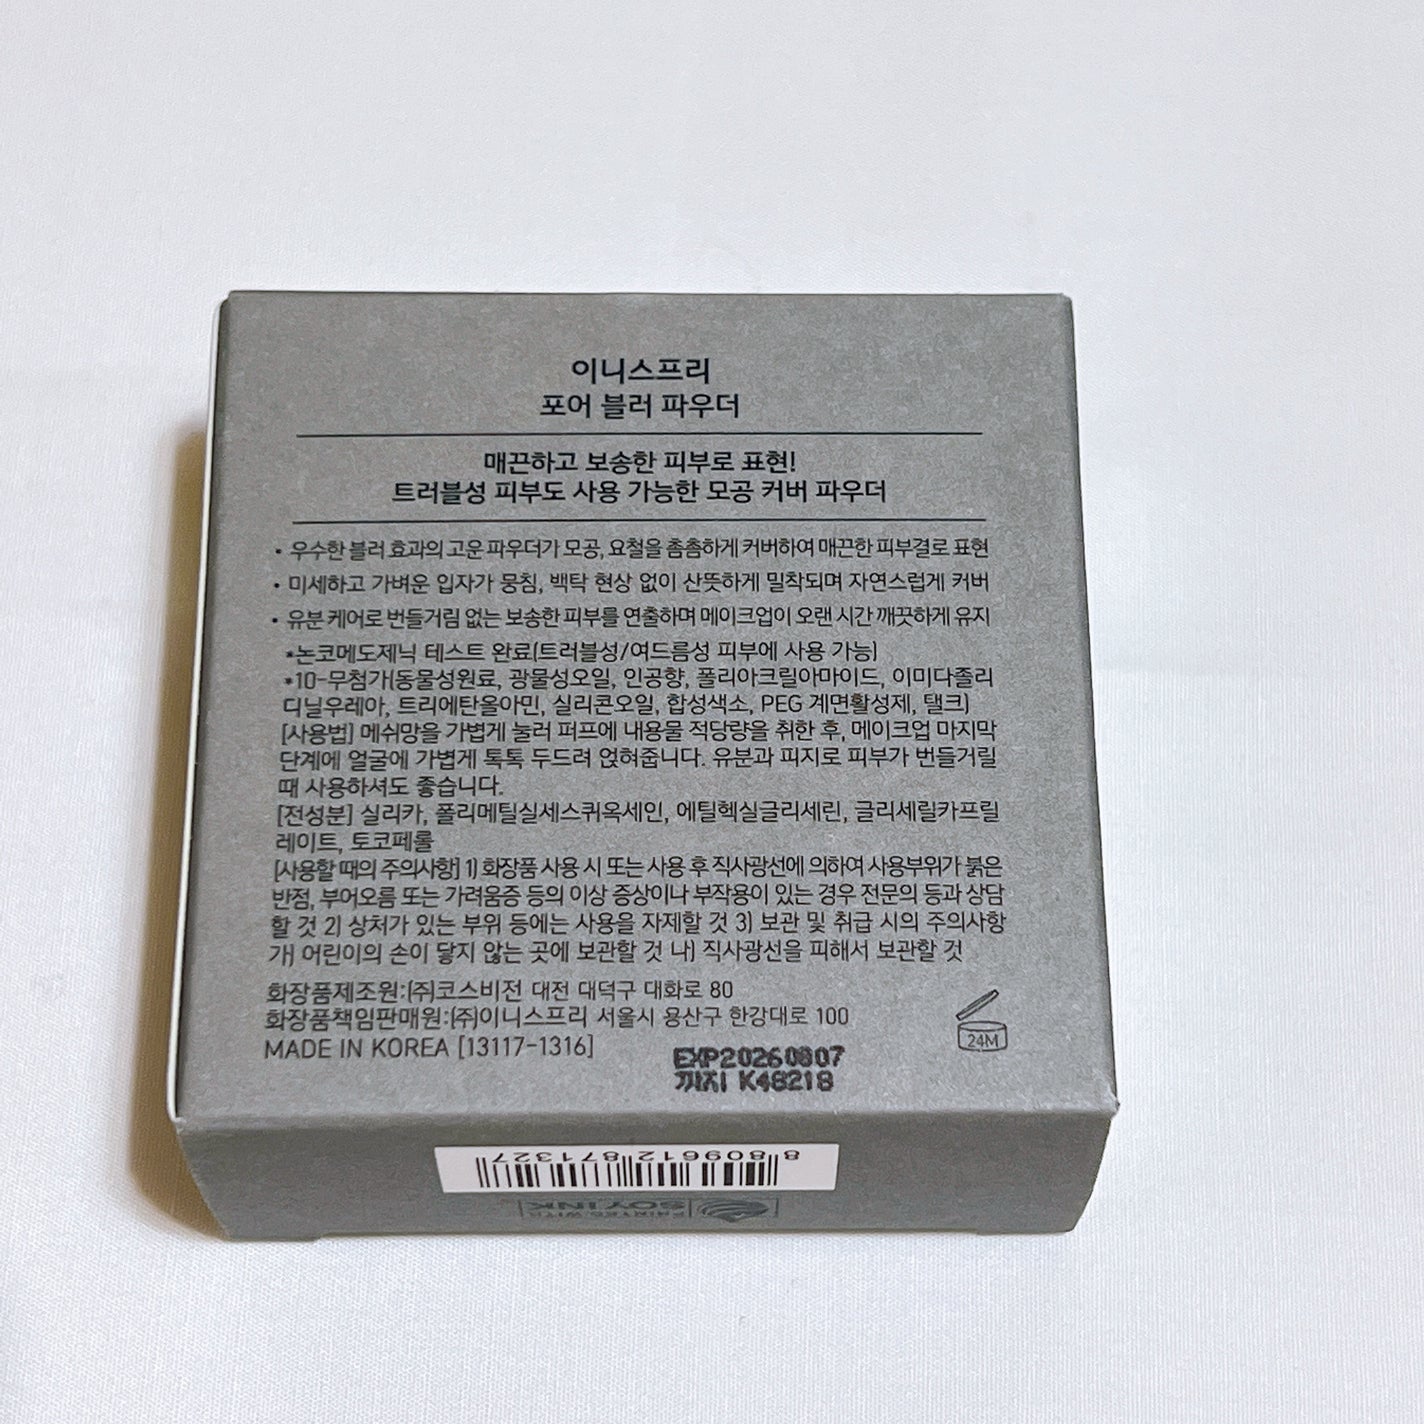 이니스프리
포어 블러 파우더
매끈하고 보송한 피부로 표현!
트러블성 피부도 사용 가능한 모공 커버 파우더
• 우수한 블러 효과의 고운 파우더가 모공, 요철을 촘촘하게 커버하여 매끈한 피부결로 표현
• 미세하고 가벼운 입자가 뭉침, 백탁 현상 없이 산뜻하게 밀착되며 자연스럽게 커버
• 유분 케어로 번들거림 없는 보송한 피부를 연출하며 메이크업이 오랜 시간 깨끗하게 유지
*논코메도제닉 테스트 완료(트러블성/여드름성 피부에 사용 가능)
*10-무첨가(동물성원료, 광물성오일, 인공향, 폴리아크릴아마이드, 이미다졸리
디닐우레아, 트리에탄올아민, 실리콘오일, 합성색소, PEG 계면활성제, 탤크)
[사용법] 메쉬망을 가볍게 눌러 퍼프에 내용물 적당량을 취한 후, 메이크업 마지막
단계에 얼굴에 가볍게 톡톡 두드려 얹혀줍니다. 유분과 피지로 피부가 번들거릴
때 사용하셔도 좋습니다.
[전성분] 실리카, 폴리메틸실세스퀴옥세인, 에틸헥실글리세린, 글리세릴카프릴
레이트, 토코페롤
[사용할 때의 주의사항] 1) 화장품 사용 시 또는 사용 후 직사광선에 의하여 사용부위가 붉은
반점, 부어오름 또는 가려움증 등의 이상 증상이나 부작용이 있는 경우 전문의 등과 상담
할 것 2) 상처가 있는 부위 등에는 사용을 자제할 것 3) 보관 및 취급 시의 주의사항
가) 어린이의 손이 닿지 않는 곳에 보관할 것 나) 직사광선을 피해서 보관할 것
화장품제조원:(주)코스비전 대전 대덕구 대화로 80
화장품책임판매원:(주)이니스프리 서울시 용산구 한강대로 100
MADE IN KOREA [13117-1316]
24M
EXP20260807
까지 K48218
8 809612 871327
PRINTED WITH
SOY INK